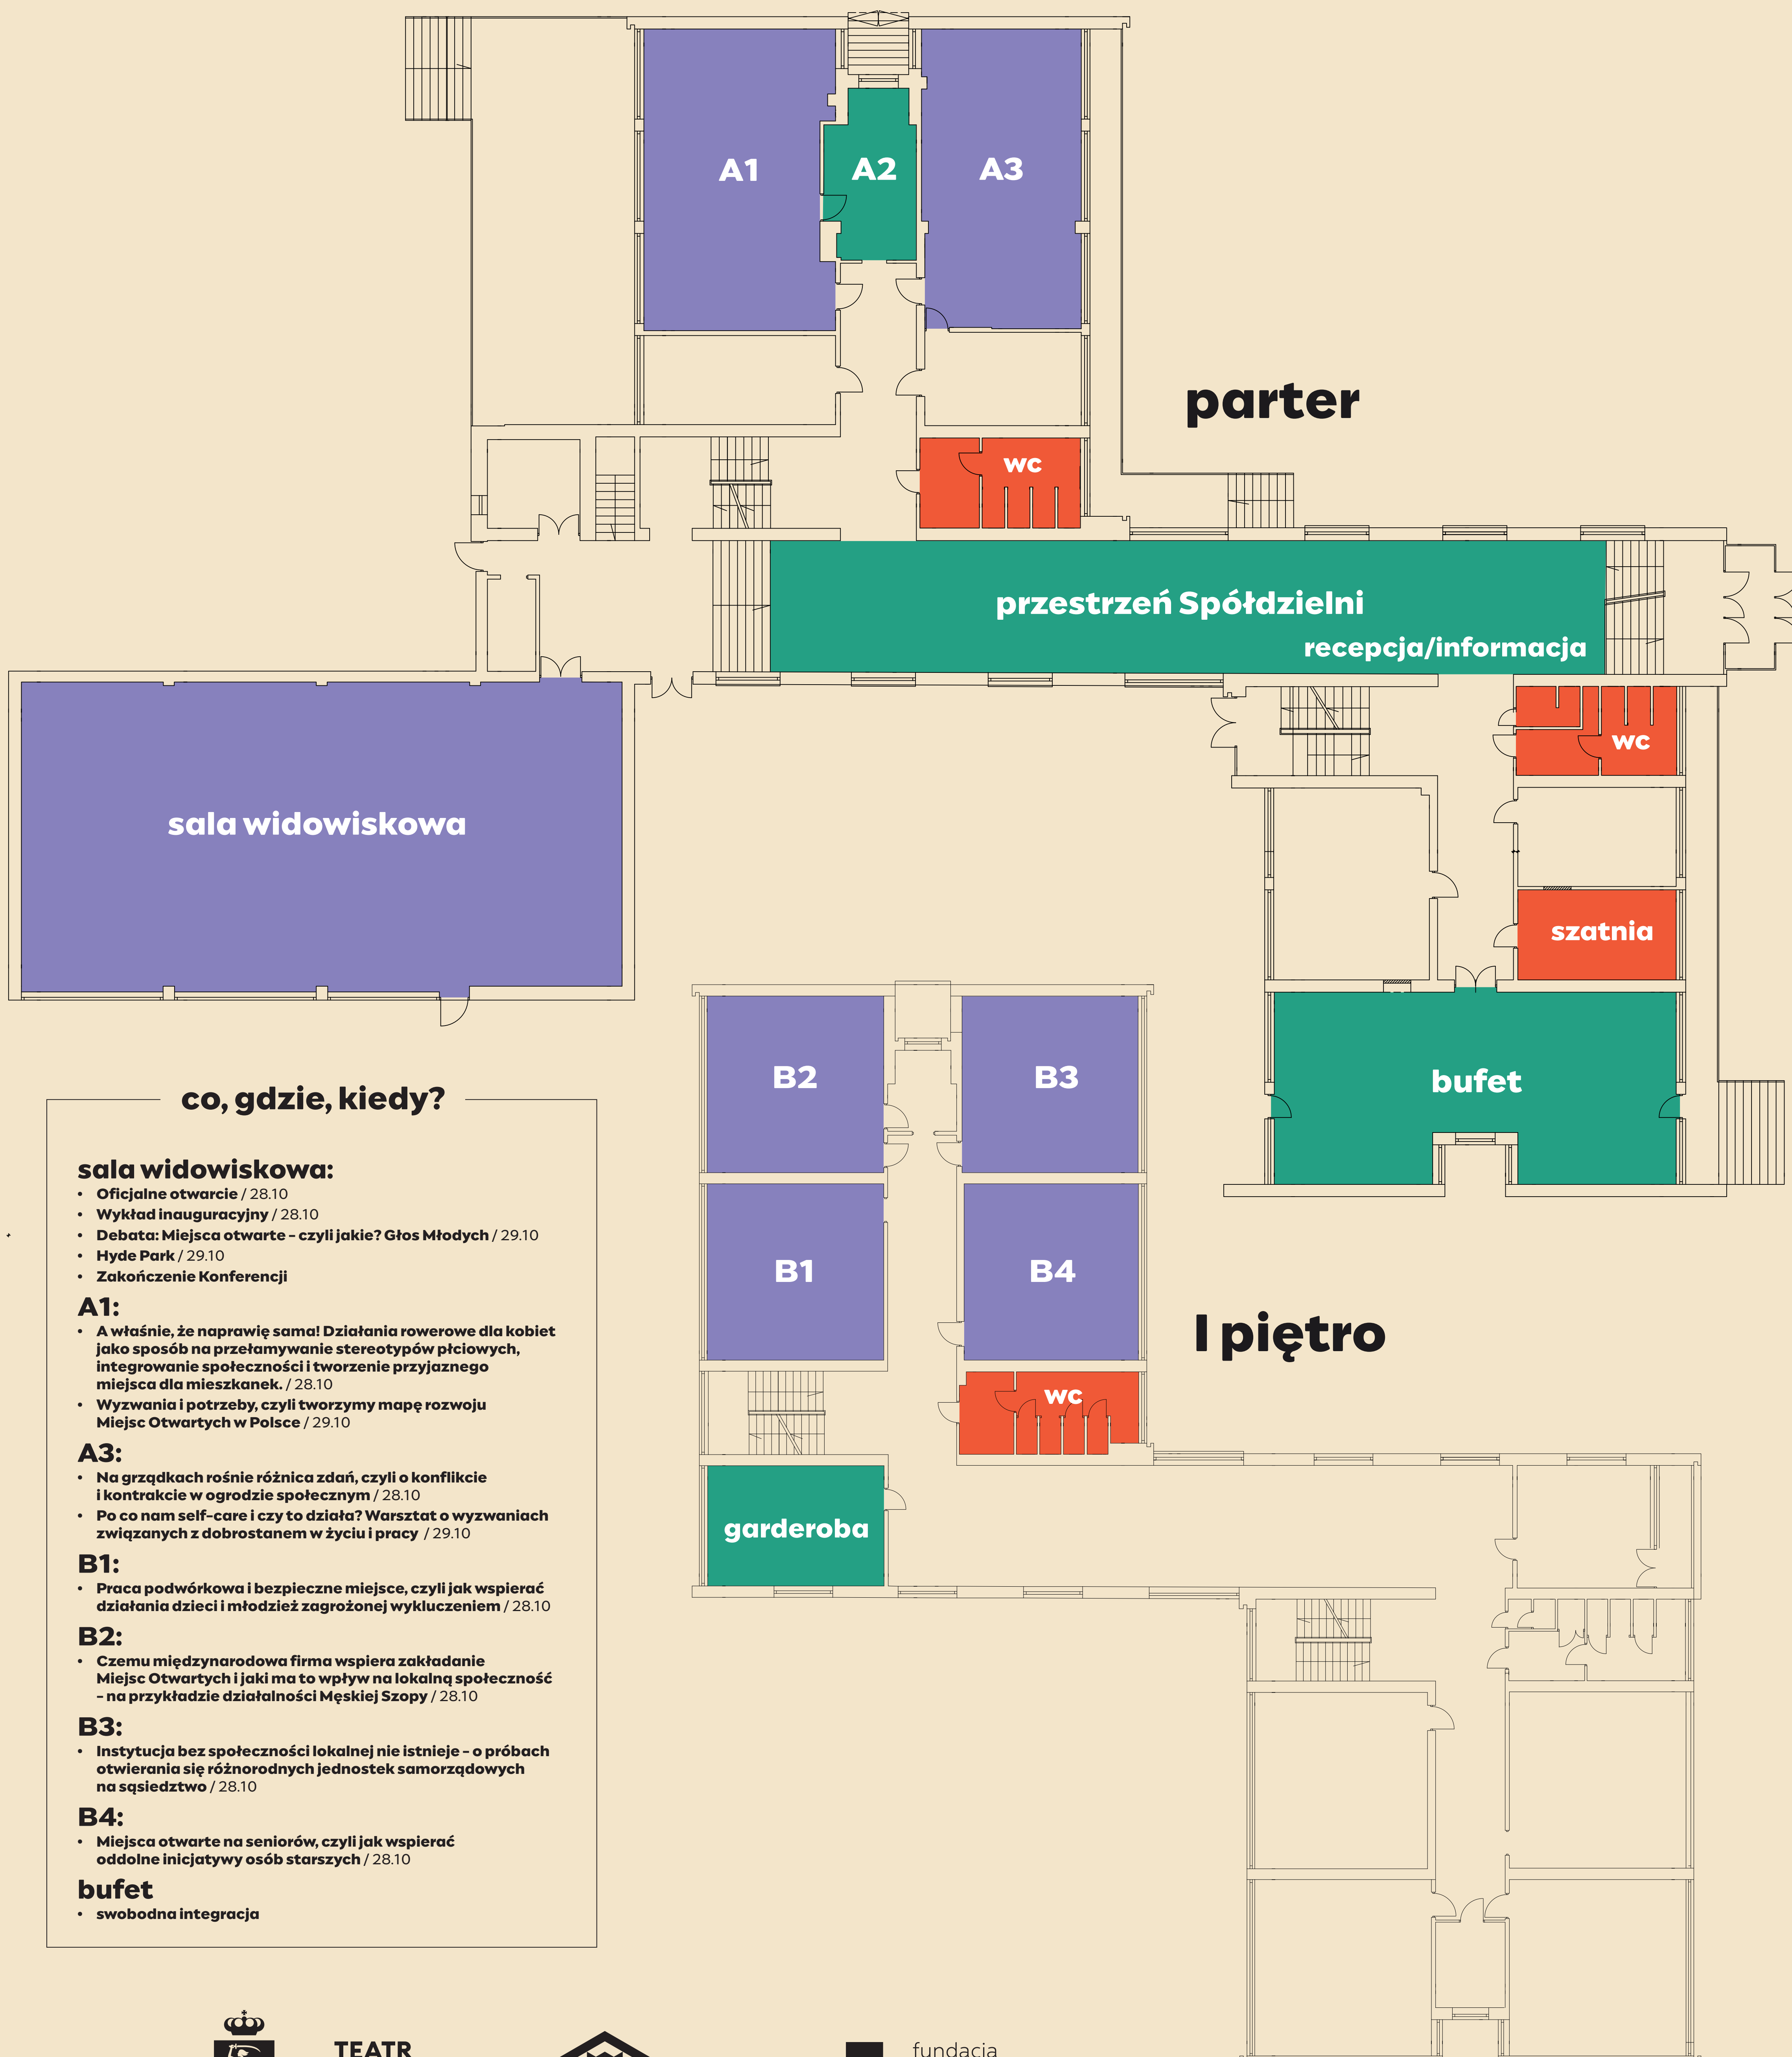 A1
A2
A3
parter
wc
przestrzeń Spółdzielni
recepcja/informacja
wc
sala widowiskowa
szatnia
bufet
B2
B3
B1
B4
I piętro
wc
garderoba
co, gdzie, kiedy?
sala widowiskowa:
• Oficjalne otwarcie / 28.10
• Wykład inauguracyjny / 28.10
• Debata: Miejsca otwarte – czyli jakie? Głos Młodych / 29.10
• Hyde Park / 29.10
• Zakończenie Konferencji
A1:
• A właśnie, że naprawię sama! Działania rowerowe dla kobiet
jako sposób na przełamywanie stereotypów płciowych,
integrowanie społeczności i tworzenie przyjaznego
miejsca dla mieszkanek. / 28.10
• Wyzwania i potrzeby, czyli tworzymy mapę rozwoju
Miejsc Otwartych w Polsce / 29.10
A3:
• Na grządkach rośnie różnica zdań, czyli o konflikcie
i kontrakcie w ogrodzie społecznym / 28.10
• Po co nam self-care i czy to działa? Warsztat o wyzwaniach
związanych z dobrostanem w życiu i pracy / 29.10
B1:
• Praca podwórkowa i bezpieczne miejsce, czyli jak wspierać
działania dzieci i młodzież zagrożonej wykluczeniem / 28.10
B2:
• Czemu międzynarodowa firma wspiera zakładanie
Miejsc Otwartych i jaki ma to wpływ na lokalną społeczność
– na przykładzie działalności Męskiej Szopy / 28.10
B3:
• Instytucja bez społeczności lokalnej nie istnieje – o próbach
otwierania się różnorodnych jednostek samorządowych
na sąsiedztwo / 28.10
B4:
• Miejsca otwarte na seniorów, czyli jak wspierać
oddolne inicjatywy osób starszych / 28.10
bufet
• swobodna integracja
TEATR
fundacja